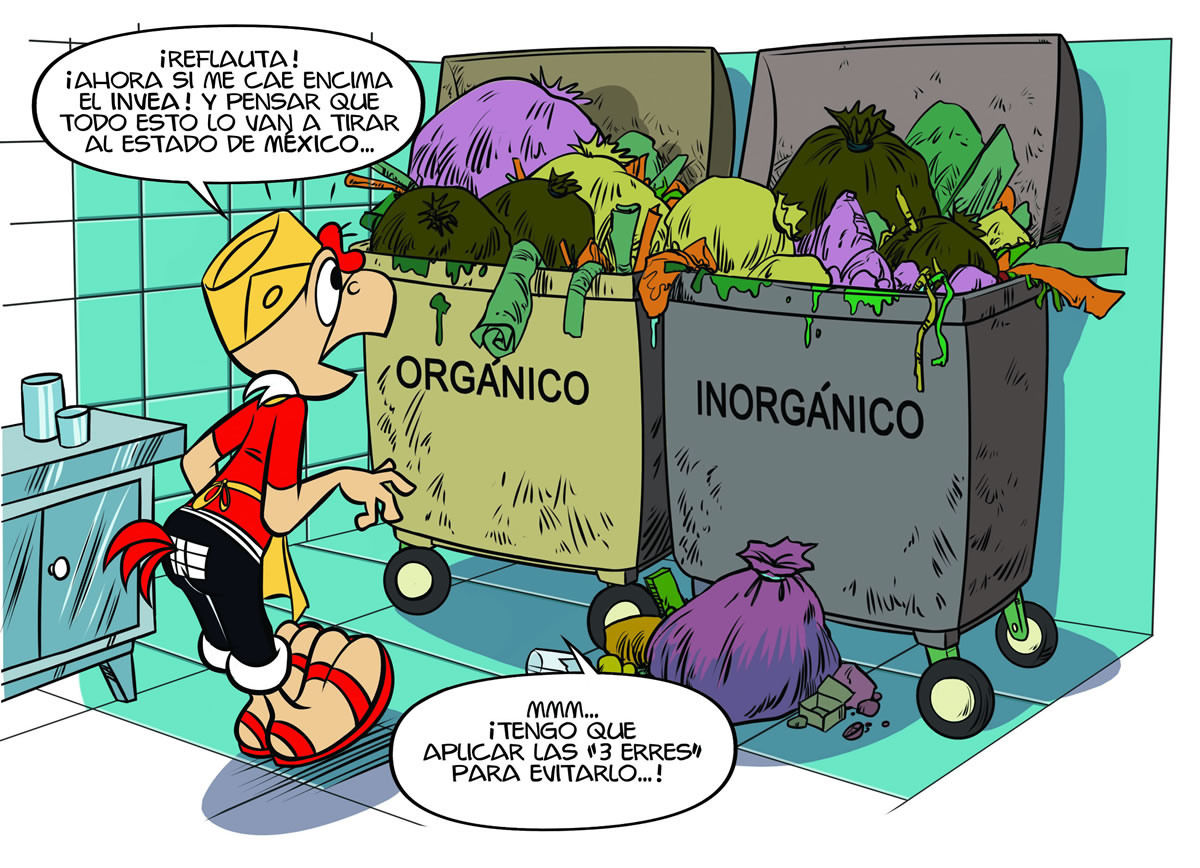 ¡REFLAUTA!
¡AHORA SI ME CAE ENCIMA
EL INVEA! Y PENSAR QUE
TODO ESTO LO VAN A TIRAR
AL ESTADO DE MÉXICO...
ORGÁNICO
INORGÁNICO
MMM...
¡TENGO QUE
APLICAR LAS "3 ERRES"
PARA EVITARLO...!